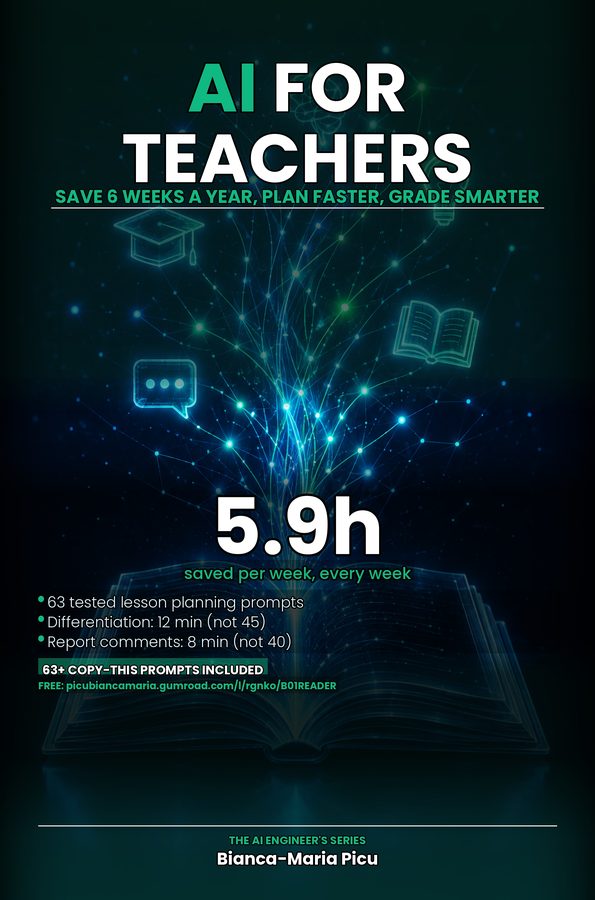 AI FOR
TEACHERS
SAVE 6 WEEKS A YEAR, PLAN FASTER, GRADE SMARTER
5.9h
saved per week, every week
• 63 tested lesson planning prompts
• Differentiation: 12 min (not 45)
• Report comments: 8 min (not 40)
63+ COPY-THIS PROMPTS INCLUDED
FREE: picubiancamaria.gumroad.com/l/rgnko/B01READER
THE AI ENGINEER'S SERIES
Bianca-Maria Picu